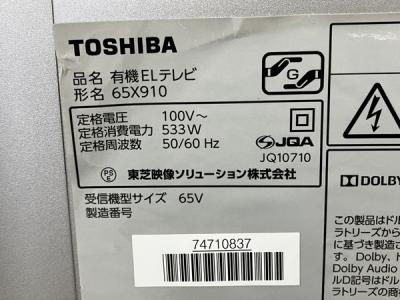 TOSHIBA
品名 有機ELテレビ
形名 65X910
G
定格電圧 100V～
定格消費電力 533W
定格周波数 50/60 Hz
PSE
JQA
JQ10710
東芝映像ソリューション株式会社
受信機型サイズ 65V
製造番号
74710837
DOLBY
この製品はドル
ラトリーズから
に基づき製造さ
す。Dolby、ド
Dolby Audio
ルD記号はドル
ラトリーズの商